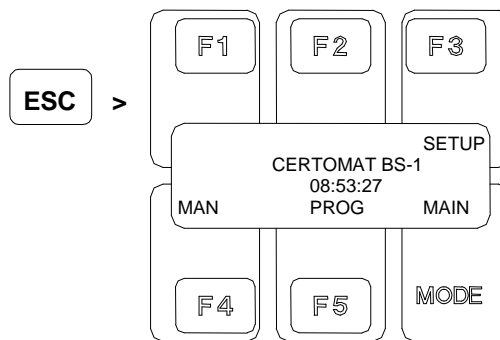 F1 F2 F3
ESC >
SETUP
CERTOMAT BS-1
08:53:27
MAN PROG MAIN
F4 F5 MODE